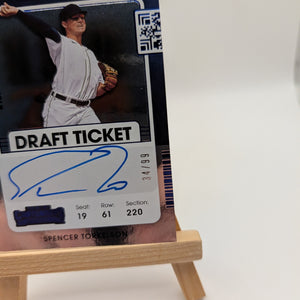 DRAFT TICKET
34/99
Seat: Row: Section:
19 61 220
SPENCER TORKELSON